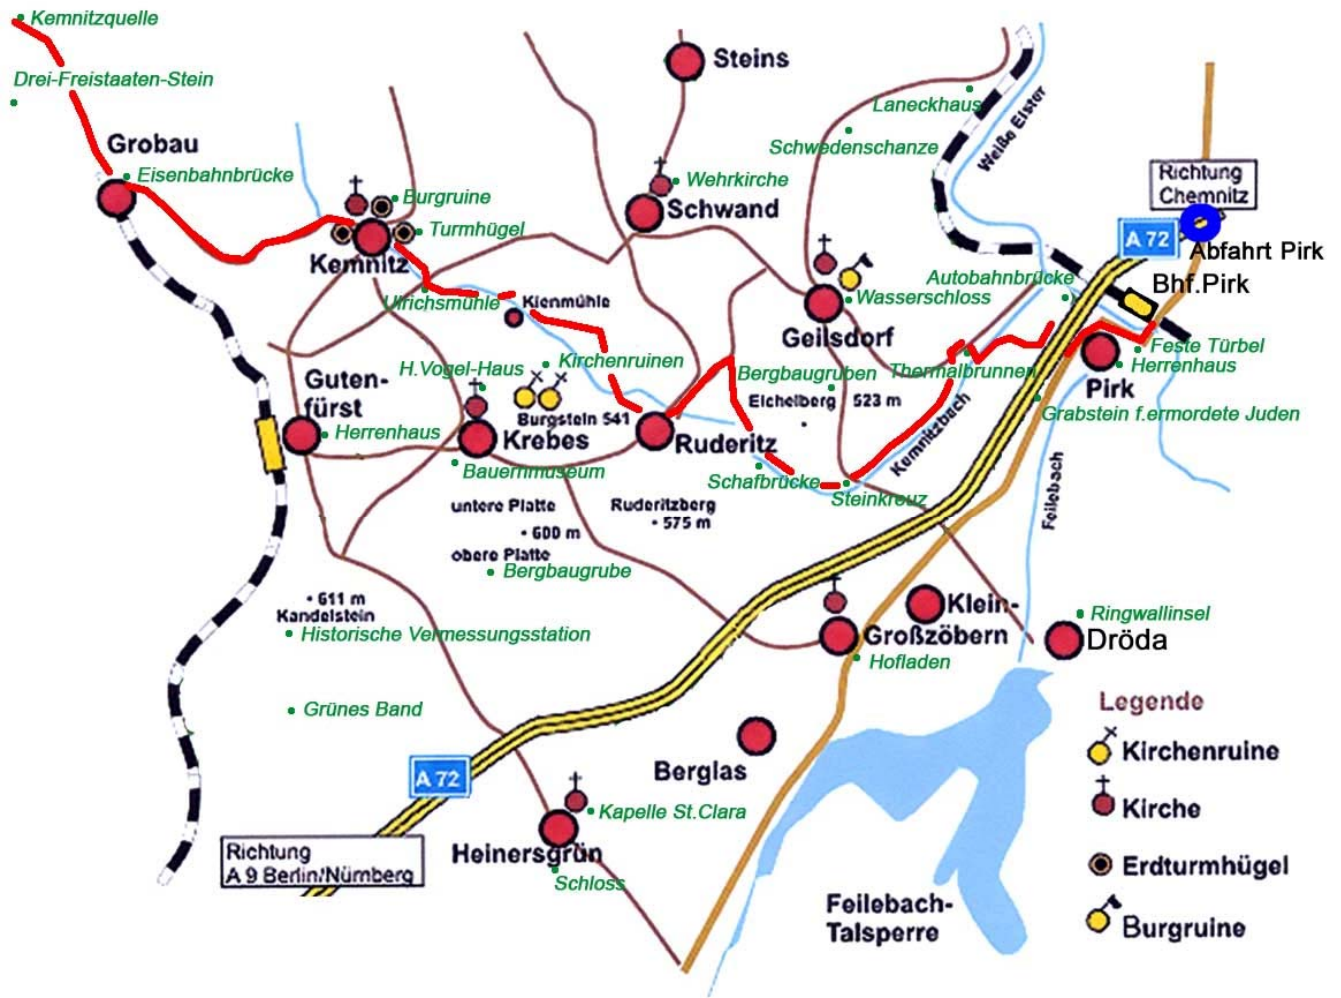 Kemnitzquelle
Steins
Drei-Freistaaten-Stein
Laneckhaus
Weiße Elster
Grobau
Schwedenschanze
Eisenbahnbrücke
Wehrkirche
Richtung
Chemnitz
Burgruine
Schwand
Turmhügel
A 72
Abfahrt Pirk
Kemnitz
Autobahnbrücke
Bhf.Pirk
Ulrichsmühle
Kienmühle
Wasserschloss
Geilsdorf
Feste Türbel
H.Vogel-Haus
Kirchenruinen
Bergbaugruben
Thermalbrunnen
Herrenhaus
Pirk
Guten-
fürst
Eichelberg 523 m
Grabstein f.ermordete Juden
Burgstein 541
Herrenhaus
Krebes
Ruderitz
Kemnitzbach
Bauernmuseum
Schafbrücke
Steinkreuz
Feilebach
untere Platte
Ruderitzberg
• 575 m
• 600 m
obere Platte
Bergbaugrube
• 611 m
Kandelstein
Klein-
Ringwallinsel
Historische Vermessungsstation
Großzöbern
Dröda
Hofladen
Grünes Band
Legende
Kirchenruine
A 72
Berglas
Kirche
Kapelle St.Clara
Richtung
A 9 Berlin/Nürnberg
Heinersgrün
Erdturmhügel
Schloss
Feilebach-
Talsperre
Burgruine